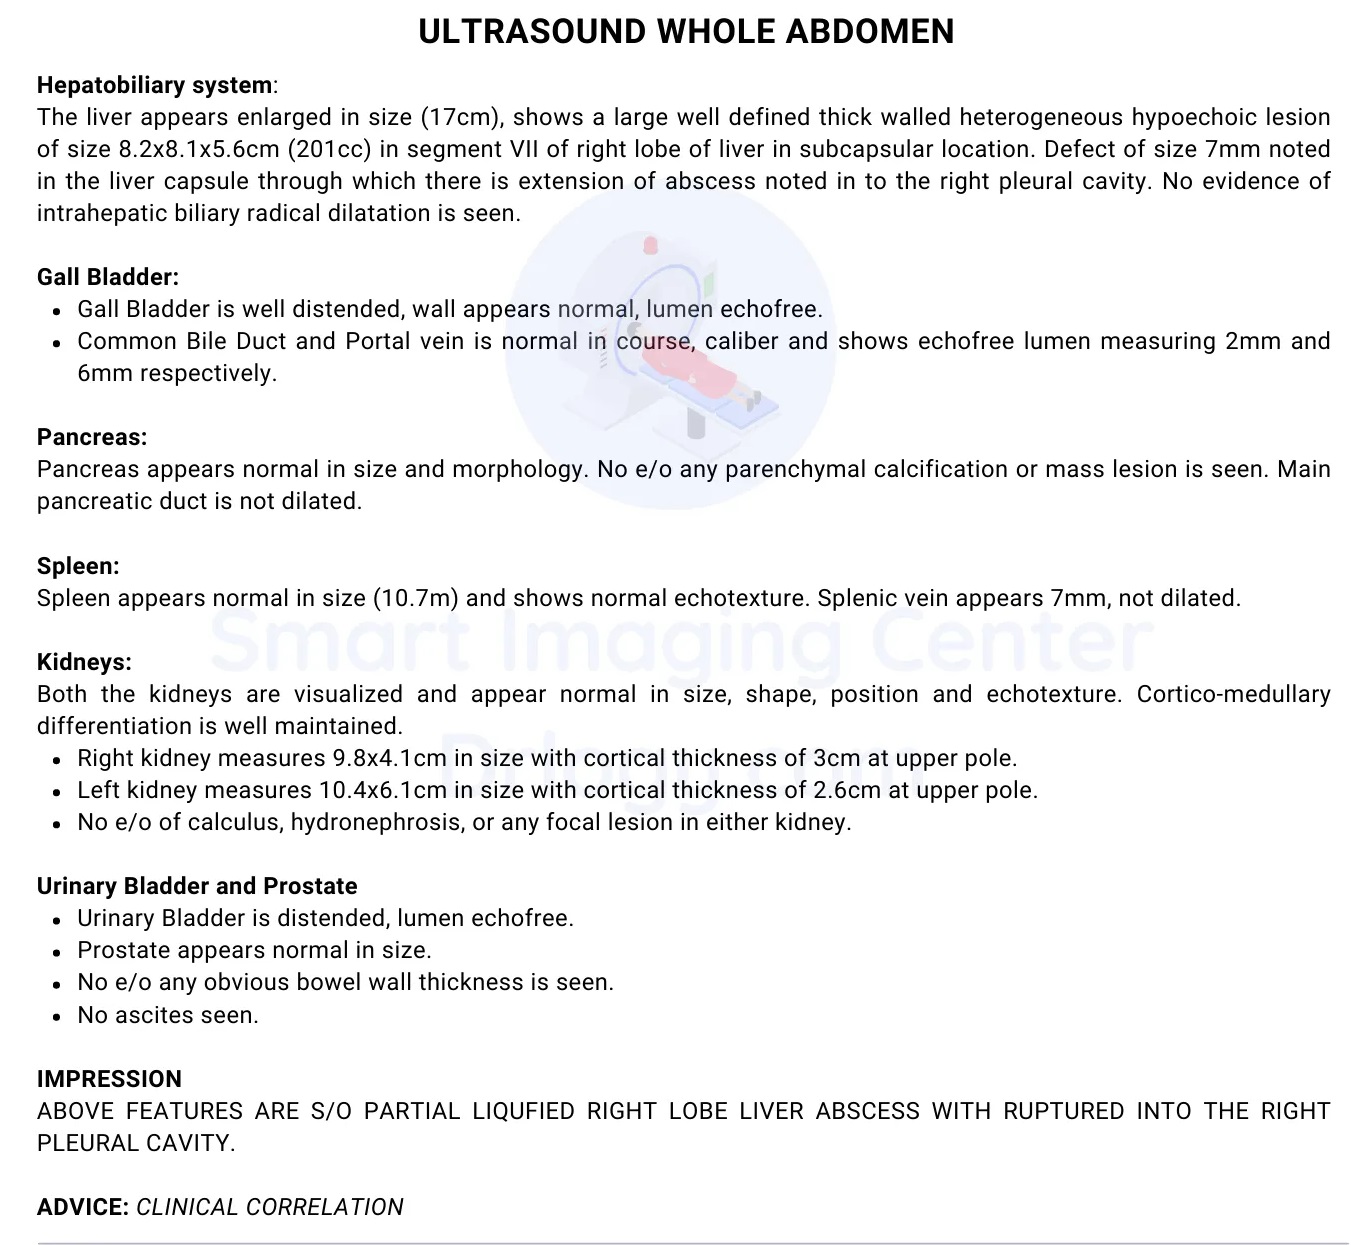 ULTRASOUND WHOLE ABDOMEN
Hepatobiliary system:
The liver appears enlarged in size (17cm), shows a large well defined thick walled heterogeneous hypoechoic lesion
of size 8.2x8.1x5.6cm (201cc) in segment VII of right lobe of liver in subcapsular location. Defect of size 7mm noted
in the liver capsule through which there is extension of abscess noted in to the right pleural cavity. No evidence of
intrahepatic biliary radical dilatation is seen.
Gall Bladder:
• Gall Bladder is well distended, wall appears normal, lumen echofree.
• Common Bile Duct and Portal vein is normal in course, caliber and shows echofree lumen measuring 2mm and
6mm respectively.
Pancreas:
Pancreas appears normal in size and morphology. No e/o any parenchymal calcification or mass lesion is seen. Main
pancreatic duct is not dilated.
Spleen:
Spleen appears normal in size (10.7m) and shows normal echotexture. Splenic vein appears 7mm, not dilated.
Smart Imaging Center
Kidneys:
Both the kidneys are visualized and appear normal in size, shape, position and echotexture. Cortico-medullary
differentiation is well maintained.
Drlogy.com
• Right kidney measures 9.8x4.1cm in size with cortical thickness of 3cm at upper pole.
• Left kidney measures 10.4x6.1cm in size with cortical thickness of 2.6cm at upper pole.
• No e/o of calculus, hydronephrosis, or any focal lesion in either kidney.
Urinary Bladder and Prostate
• Urinary Bladder is distended, lumen echofree.
• Prostate appears normal in size.
• No e/o any obvious bowel wall thickness is seen.
• No ascites seen.
IMPRESSION
ABOVE FEATURES ARE S/O PARTIAL LIQUFIED RIGHT LOBE LIVER ABSCESS WITH RUPTURED INTO THE RIGHT
PLEURAL CAVITY.
ADVICE: CLINICAL CORRELATION